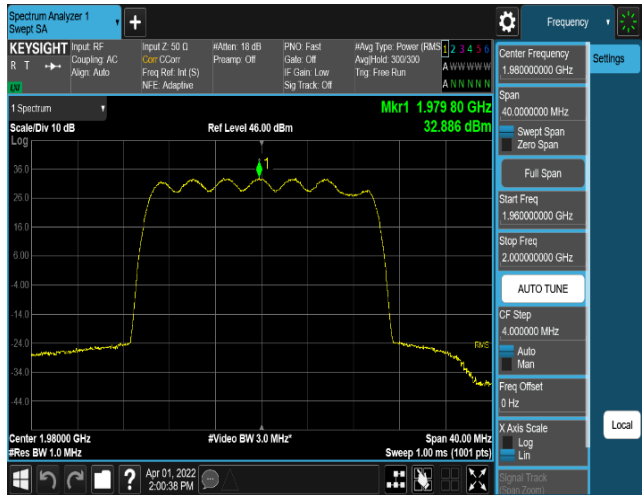 Spectrum Analyzer 1
Swept SA
Frequency
KEYSIGHT
R T
Input: RF
Coupling: AC
Align: Auto
Input Z: 50 Ω
Corr CCorr
Freq Ref: Int (S)
NFE: Adaptive
#Atten: 18 dB
Preamp: Off
PNO: Fast
Gate: Off
IF Gain: Low
Sig Track: Off
#Avg Type: Power (RMS
Avg|Hold: 300/300
Trig: Free Run
1 2 3 4 5 6
A W W W W W
A N N N N N
1 Spectrum
Scale/Div 10 dB
Log
Ref Level 46.00 dBm
Mkr1 1.979 80 GHz
32.886 dBm
1
36.0
26.0
16.0
6.00
-4.00
-14.0
-24.0
-34.0
-44.0
RMS
Center 1.98000 GHz
#Res BW 1.0 MHz
#Video BW 3.0 MHz*
Span 40.00 MHz
Sweep 1.00 ms (1001 pts)
Apr 01, 2022
2:00:38 PM
Settings
Center Frequency
1.980000000 GHz
Span
40.0000000 MHz
Swept Span
Zero Span
Full Span
Start Freq
1.960000000 GHz
Stop Freq
2.000000000 GHz
AUTO TUNE
CF Step
4.000000 MHz
Auto
Man
Freq Offset
0 Hz
X Axis Scale
Log
Lin
Signal Track
(Span Zoom)
Local